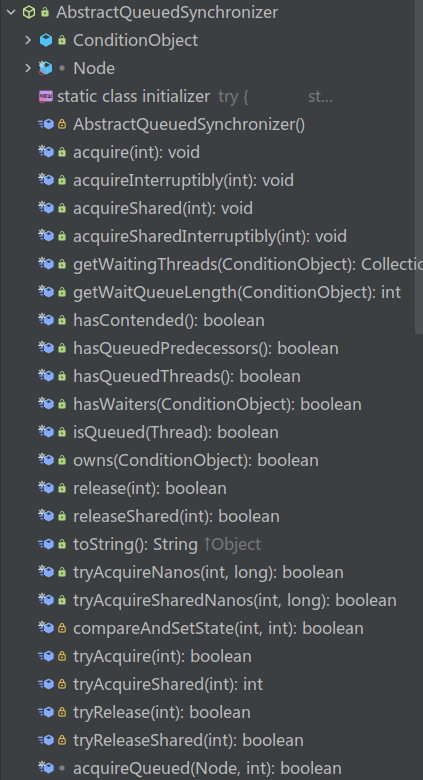 AbstractQueuedSynchronizer
ConditionObject
Node
static class initializer try { st...
AbstractQueuedSynchronizer()
acquire(int): void
acquireInterruptibly(int): void
acquireShared(int): void
acquireSharedInterruptibly(int): void
getWaitingThreads(ConditionObject): Collectio
getWaitQueueLength(ConditionObject): int
hasContended(): boolean
hasQueuedPredecessors(): boolean
hasQueuedThreads(): boolean
hasWaiters(ConditionObject): boolean
isQueued(Thread): boolean
owns(ConditionObject): boolean
release(int): boolean
releaseShared(int): boolean
toString(): String ↑Object
tryAcquireNanos(int, long): boolean
tryAcquireSharedNanos(int, long): boolean
compareAndSetState(int, int): boolean
tryAcquire(int): boolean
tryAcquireShared(int): int
tryRelease(int): boolean
tryReleaseShared(int): boolean
acquireQueued(Node, int): boolean